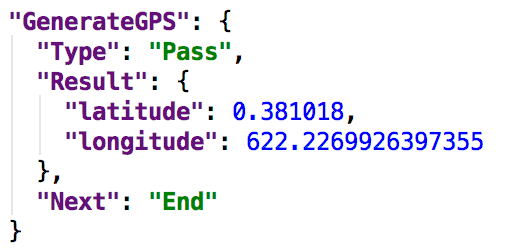 "GenerateGPS": {
"Type": "Pass",
"Result": {
"latitude": 0.381018,
"longitude": 622.2269926397355
},
"Next": "End"
}